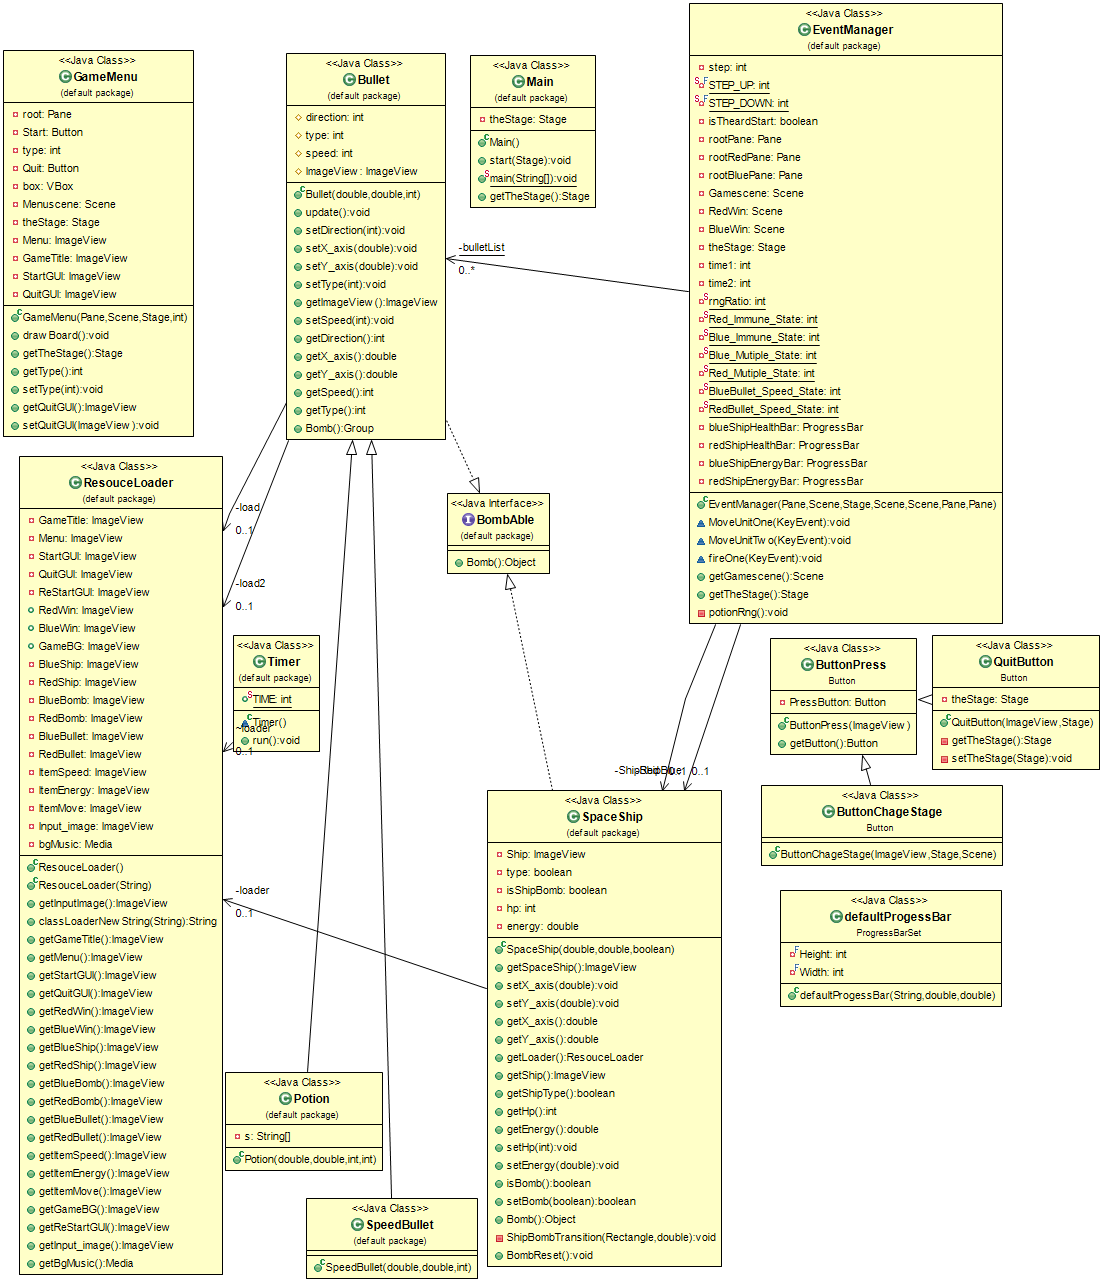 <<Java Class>>
GameMenu
(default package)
root: Pane
Start: Button
type: int
Quit: Button
box: VBox
Menuscene: Scene
theStage: Stage
Menu: ImageView
GameTitle: ImageView
StartGUI: ImageView
QuitGUI: ImageView
GameMenu(Pane,Scene,Stage,int)
drawBoard():void
getTheStage():Stage
getType():int
setType(int):void
getQuitGUI():ImageView
setQuitGUI(ImageView):void
<<Java Class>>
Bullet
(default package)
direction: int
type: int
speed: int
ImageView: ImageView
Bullet(double,double,int)
update():void
setDirection(int):void
setX_axis(double):void
setY_axis(double):void
setType(int):void
getImageView():ImageView
setSpeed(int):void
getDirection():int
getX_axis():double
getY_axis():double
getSpeed():int
getType():int
Bomb():Group
<<Java Class>>
Main
(default package)
theStage: Stage
Main()
start(Stage):void
main(String[]):void
getTheStage():Stage
<<Java Class>>
EventManager
(default package)
step: int
STEP_UP: int
STEP_DOWN: int
isTheardStart: boolean
rootPane: Pane
rootRedPane: Pane
rootBluePane: Pane
Gamescene: Scene
RedWin: Scene
BlueWin: Scene
theStage: Stage
time1: int
time2: int
rngRatio: int
Red_Immune_State: int
Blue_Immune_State: int
Blue_Mutiple_State: int
Red_Mutiple_State: int
BlueBullet_Speed_State: int
RedBullet_Speed_State: int
blueShipHealthBar: ProgressBar
redShipHealthBar: ProgressBar
blueShipEnergyBar: ProgressBar
redShipEnergyBar: ProgressBar
EventManager(Pane,Scene,Stage,Scene,Scene,Pane,Pane)
MoveUnitOne(KeyEvent):void
MoveUnitTwo(KeyEvent):void
fireOne(KeyEvent):void
getGamescene():Scene
getTheStage():Stage
potionRng():void
-bulletList
0..*
<<Java Class>>
ResouceLoader
(default package)
GameTitle: ImageView
Menu: ImageView
StartGUI: ImageView
QuitGUI: ImageView
ReStartGUI: ImageView
RedWin: ImageView
BlueWin: ImageView
GameBG: ImageView
BlueShip: ImageView
RedShip: ImageView
BlueBomb: ImageView
RedBomb: ImageView
BlueBullet: ImageView
RedBullet: ImageView
ItemSpeed: ImageView
ItemEnergy: ImageView
ItemMove: ImageView
Input_image: ImageView
bgMusic: Media
ResouceLoader()
ResouceLoader(String)
getInputImage():ImageView
classLoaderNewString(String):String
getGameTitle():ImageView
getMenu():ImageView
getStartGUI():ImageView
getQuitGUI():ImageView
getRedWin():ImageView
getBlueWin():ImageView
getBlueShip():ImageView
getRedShip():ImageView
getBlueBomb():ImageView
getRedBomb():ImageView
getBlueBullet():ImageView
getRedBullet():ImageView
getItemSpeed():ImageView
getItemEnergy():ImageView
getItemMove():ImageView
getGameBG():ImageView
getReStartGUI():ImageView
getInput_image():ImageView
getBgMusic():Media
-load
0..1
-load2
0..1
<<Java Class>>
Timer
(default package)
TIME: int
Timer()
run():void
~loader
0..1
-loader
0..1
<<Java Interface>>
BombAble
(default package)
Bomb():Object
0..1
0..1
<<Java Class>>
SpaceShip
(default package)
Ship: ImageView
type: boolean
isShipBomb: boolean
hp: int
energy: double
SpaceShip(double,double,boolean)
getSpaceShip():ImageView
setX_axis(double):void
setY_axis(double):void
getX_axis():double
getY_axis():double
getLoader():ResouceLoader
getShip():ImageView
getShipType():boolean
getHp():int
getEnergy():double
setHp(int):void
setEnergy(double):void
isBomb():boolean
setBomb(boolean):boolean
Bomb():Object
ShipBombTransition(Rectangle,double):void
BombReset():void
<<Java Class>>
ButtonPress
Button
PressButton: Button
ButtonPress(ImageView)
getButton():Button
<<Java Class>>
QuitButton
Button
theStage: Stage
QuitButton(ImageView,Stage)
getTheStage():Stage
setTheStage(Stage):void
<<Java Class>>
ButtonChageStage
Button
ButtonChageStage(ImageView,Stage,Scene)
<<Java Class>>
defaultProgessBar
ProgressBarSet
Height: int
Width: int
defaultProgessBar(String,double,double)
<<Java Class>>
Potion
(default package)
s: String[]
Potion(double,double,int,int)
<<Java Class>>
SpeedBullet
(default package)
SpeedBullet(double,double,int)